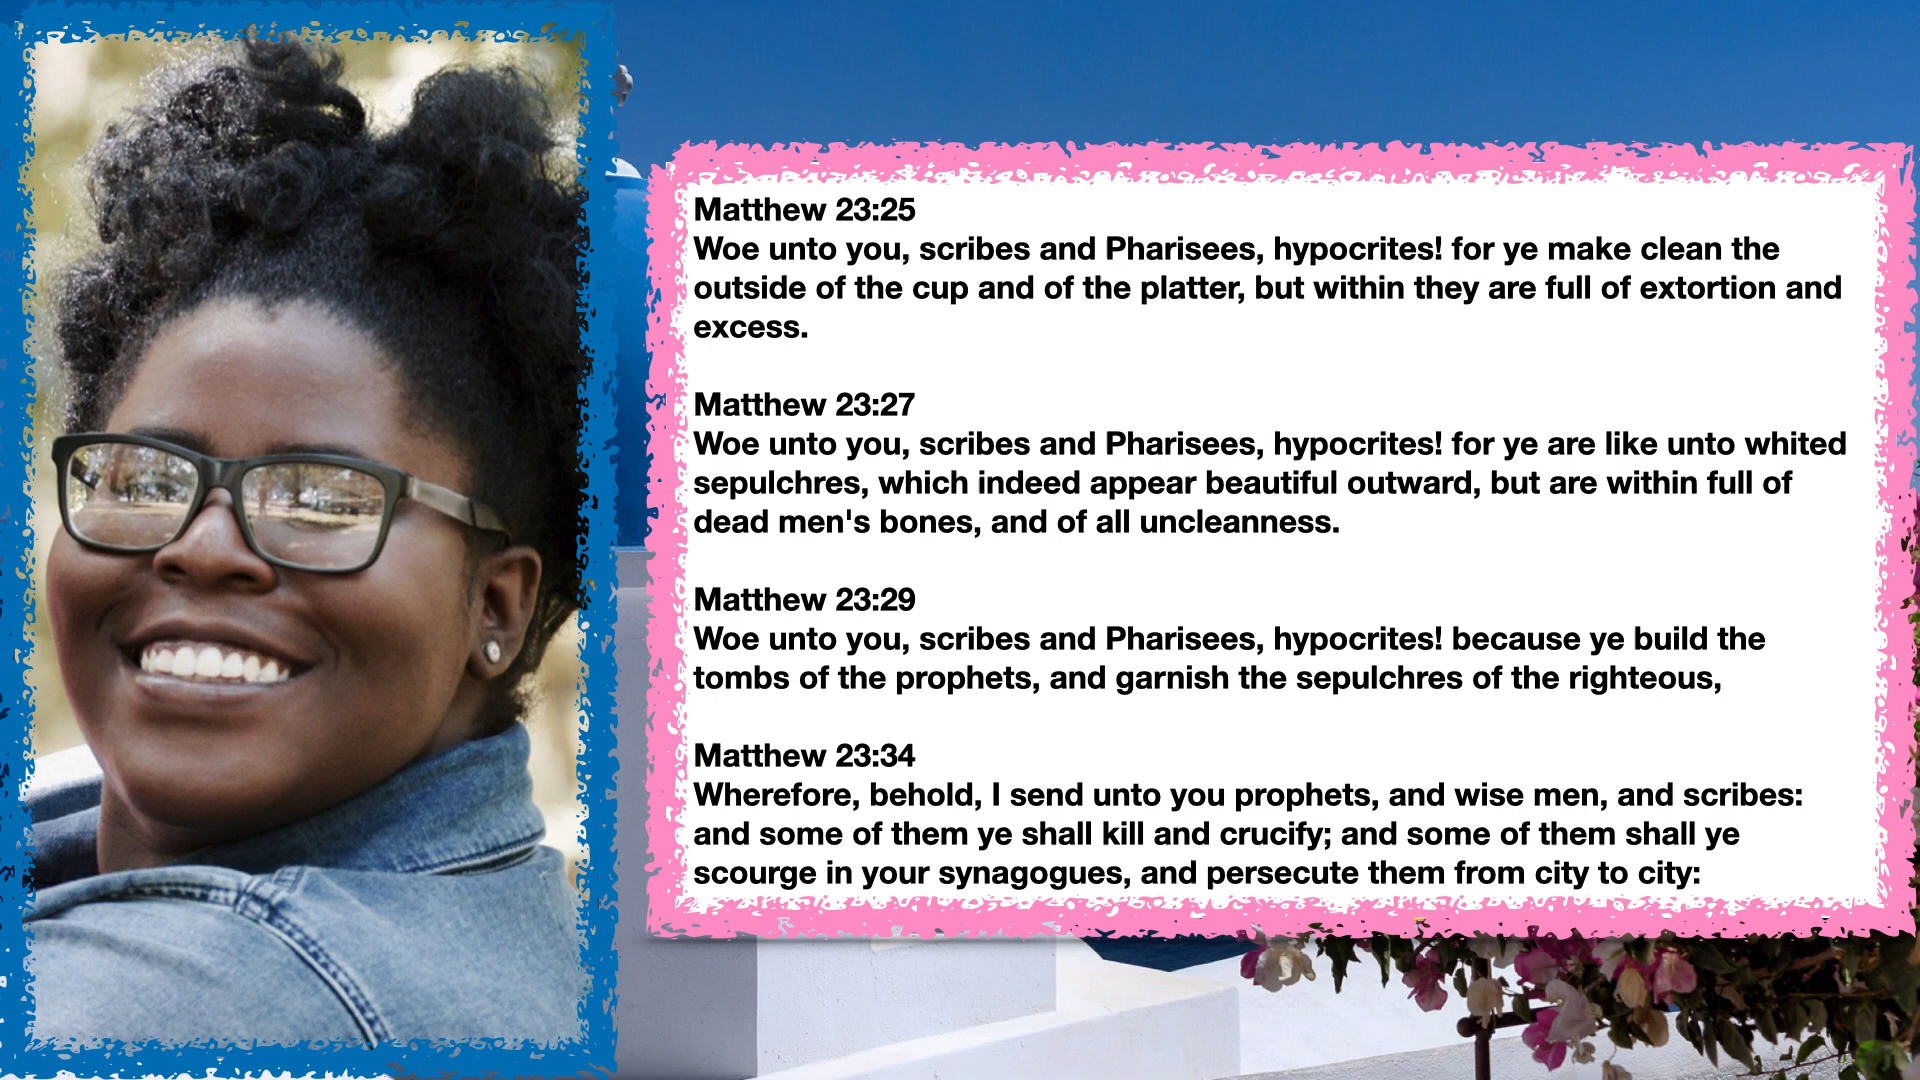 Matthew 23:25
Woe unto you, scribes and Pharisees, hypocrites! for ye make clean the
outside of the cup and of the platter, but within they are full of extortion and
excess.
Matthew 23:27
Woe unto you, scribes and Pharisees, hypocrites! for ye are like unto whited
sepulchres, which indeed appear beautiful outward, but are within full of
dead men's bones, and of all uncleanness.
Matthew 23:29
Woe unto you, scribes and Pharisees, hypocrites! because ye build the
tombs of the prophets, and garnish the sepulchres of the righteous,
Matthew 23:34
Wherefore, behold, I send unto you prophets, and wise men, and scribes:
and some of them ye shall kill and crucify; and some of them shall ye
scourge in your synagogues, and persecute them from city to city: